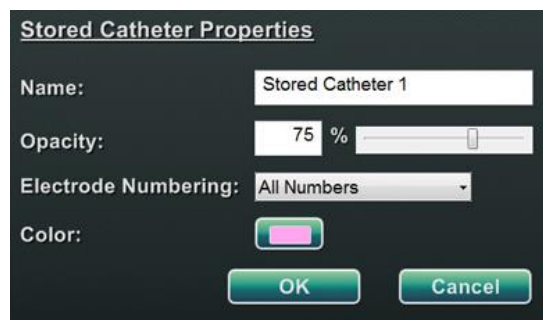 Stored Catheter Properties
Name: Stored Catheter 1
Opacity: 75 %
Electrode Numbering: All Numbers
Color:
OK Cancel